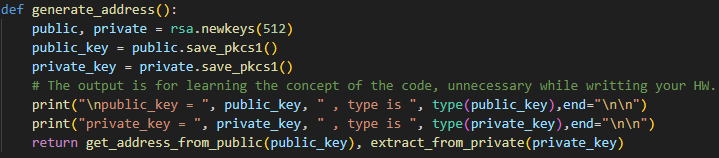 def generate_address():
    public, private = rsa.newkeys(512)
    public_key = public.save_pkcs1()
    private_key = private.save_pkcs1()
    # The output is for learning the concept of the code, unnecessary while writting your HW.
    print("\npublic_key = ", public_key, " , type is ", type(public_key),end="\n\n")
    print("private_key = ", private_key, " , type is ", type(private_key),end="\n\n")
    return get_address_from_public(public_key), extract_from_private(private_key)